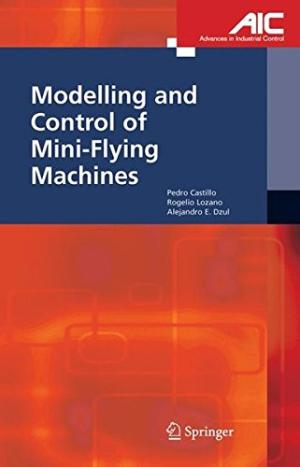 AIC
Advances in Industrial Control
Modelling and
Control of
Mini-Flying
Machines
Pedro Castillo
Rogelio Lozano
Alejandro E. Dzul
Springer